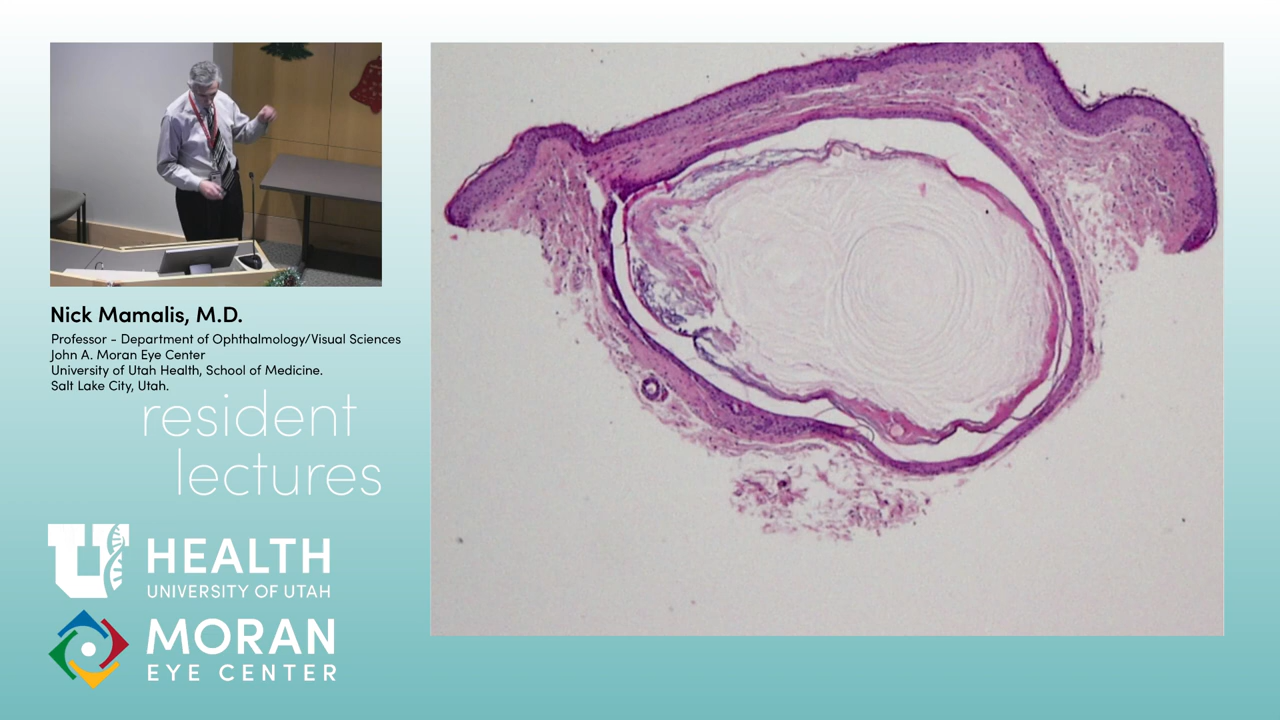 Nick Mamalis, M.D.
Professor - Department of Ophthalmology/Visual Sciences
John A. Moran Eye Center
University of Utah Health, School of Medicine.
Salt Lake City, Utah.
resident
lectures
U HEALTH
UNIVERSITY OF UTAH
MORAN
EYE CENTER